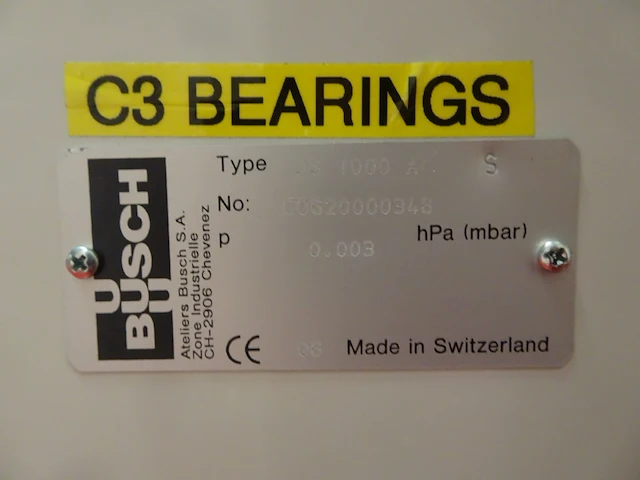 C3 BEARINGS
BUSCH
Ateliers Busch S.A.
Zone Industrielle
CH-2906 Chevenez
Type 1000 S
No:
p 0.003 hPa (mbar)
CE Made in Switzerland